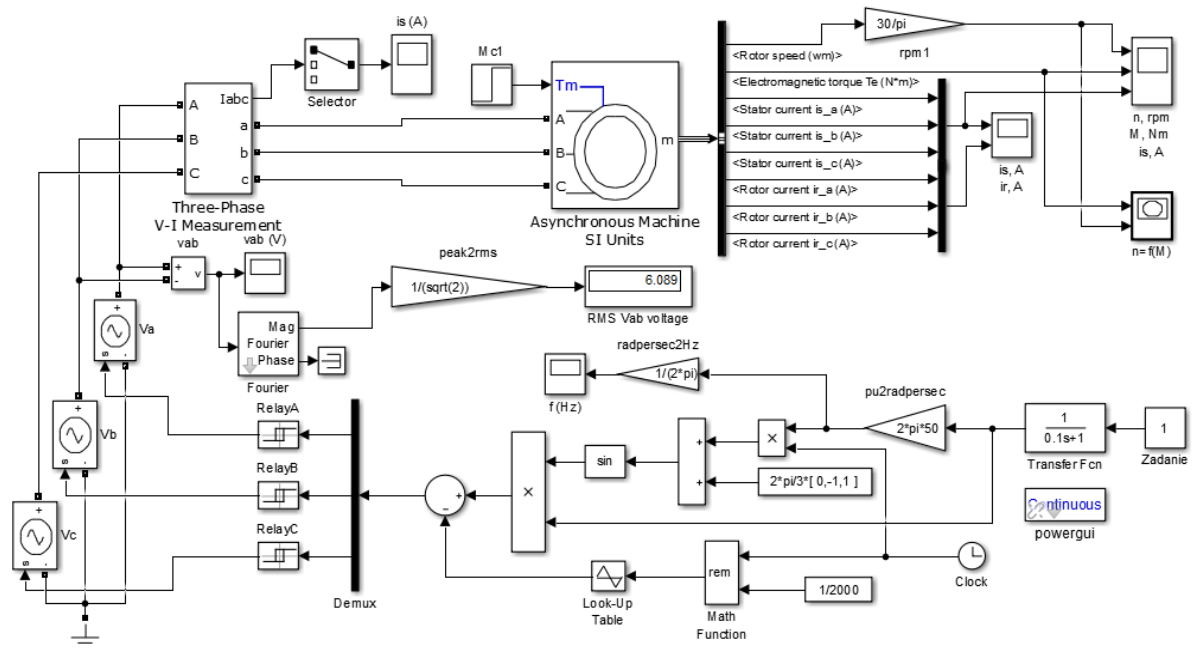 is (A)
Selector
Iabc
A
B
C
a
b
c
Three-Phase
V-I Measurement
Mc1
Tm
A
B
C
m
Asynchronous Machine
SI Units
<Rotor speed (wm)>
<Electromagnetic torque Te (N*m)>
<Stator current is_a (A)>
<Stator current is_b (A)>
<Stator current is_c (A)>
<Rotor current ir_a (A)>
<Rotor current ir_b (A)>
<Rotor current ir_c (A)>
30/pi
rpm1
n, rpm
M, Nm
is, A
is, A
ir, A
n=f(M)
vab
+
-
v
vab (V)
peak2rms
1/(sqrt(2))
6.089
RMS Vab voltage
Mag
Fourier
Phase
Fourier
+
s
-
Va
+
s
-
Vb
+
s
-
Vc
RelayA
RelayB
RelayC
Demux
radpersec2Hz
1/(2*pi)
f (Hz)
pu2radpersec
2*pi*50
1
0.1s+1
Transfer Fcn
1
Zadanie
×
+
+
sin
×
+
−
2*pi/3*[ 0,-1,1 ]
Continuous
powergui
Clock
rem
Math
Function
1/2000
Look-Up
Table